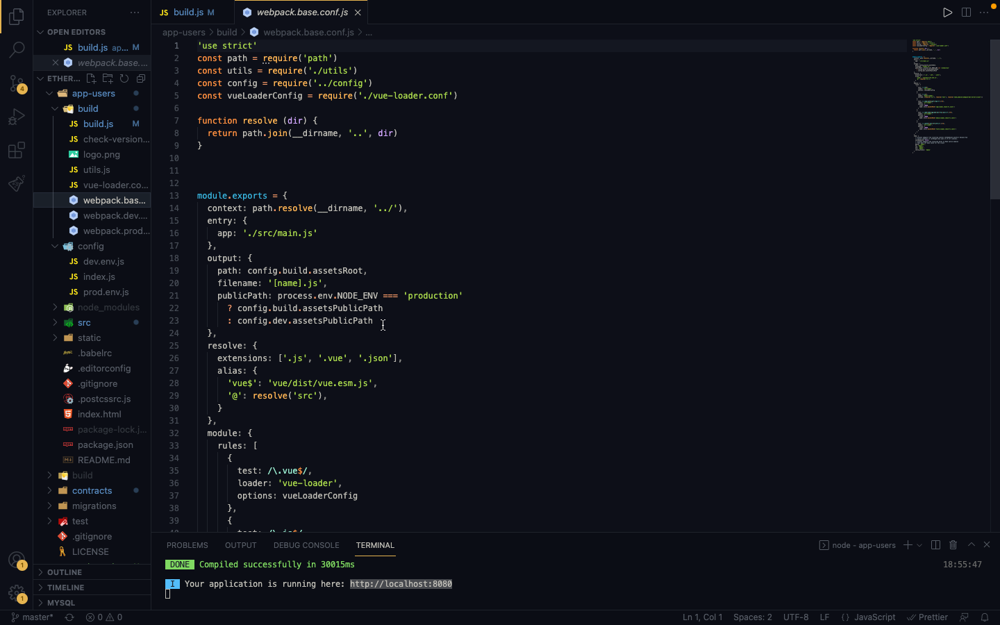 EXPLORER
OPEN EDITORS
build.js ap... M
webpack.base....
ETHER...
app-users
build
build.js M
check-version...
logo.png
utils.js
vue-loader.co...
webpack.bas...
webpack.dev....
webpack.prod...
config
dev.env.js
index.js
prod.env.js
node_modules
src
static
.babelrc
.editorconfig
.gitignore
.postcssrc.js
index.html
package-lock.j...
package.json
README.md
build
contracts
migrations
test
.gitignore
LICENSE
OUTLINE
TIMELINE
MYSQL
4
1
1
JS build.js M
webpack.base.conf.js
app-users > build > webpack.base.conf.js > ...
1 'use strict'
2 const path = require('path')
3 const utils = require('./utils')
4 const config = require('../config')
5 const vueLoaderConfig = require('./vue-loader.conf')
6
7 function resolve (dir) {
8 return path.join(__dirname, '..', dir)
9 }
10
11
12
13 module.exports = {
14 context: path.resolve(__dirname, '../'),
15 entry: {
16 app: './src/main.js'
17 },
18 output: {
19 path: config.build.assetsRoot,
20 filename: '[name].js',
21 publicPath: process.env.NODE_ENV === 'production'
22 ? config.build.assetsPublicPath
23 : config.dev.assetsPublicPath
24 },
25 resolve: {
26 extensions: ['.js', '.vue', '.json'],
27 alias: {
28 'vue$': 'vue/dist/vue.esm.js',
29 '@': resolve('src'),
30 }
31 },
32 module: {
33 rules: [
34 {
35 test: /\.vue$/,
36 loader: 'vue-loader',
37 options: vueLoaderConfig
38 },
39 {
PROBLEMS OUTPUT DEBUG CONSOLE TERMINAL
node - app-users
DONE Compiled successfully in 30015ms 18:55:47
I Your application is running here: http://localhost:8080
master* 0 0 Ln 1, Col 1 Spaces: 2 UTF-8 LF {} JavaScript Prettier